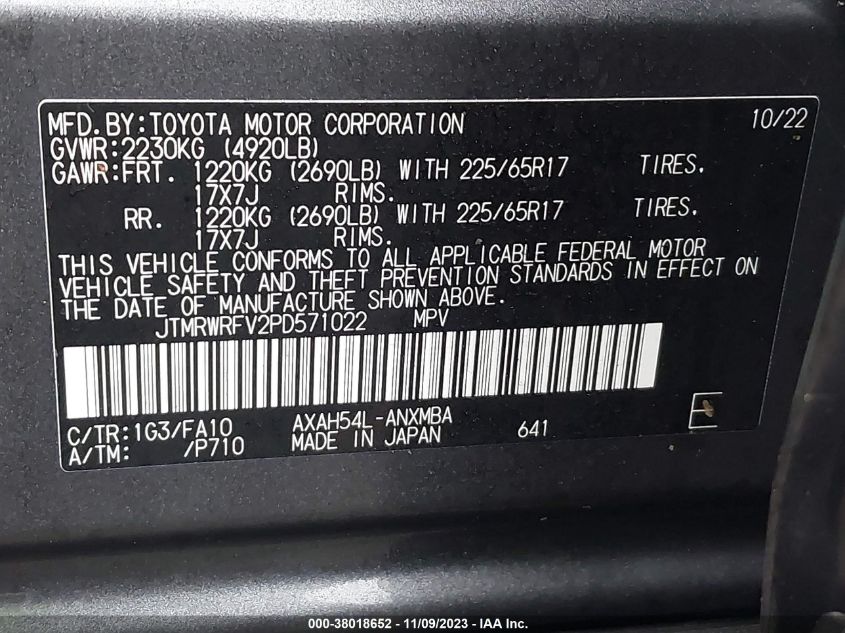 MFD.BY:TOYOTA MOTOR CORPORATION 10/22
GVWR:2230KG (4920LB)
GAWR:FRT. 1220KG (2690LB) WITH 225/65R17 TIRES.
17X7J RIMS.
RR. 1220KG (2690LB) WITH 225/65R17 TIRES.
17X7J RIMS.
THIS VEHICLE CONFORMS TO ALL APPLICABLE FEDERAL MOTOR
VEHICLE SAFETY AND THEFT PREVENTION STANDARDS IN EFFECT ON
THE DATE OF MANUFACTURE SHOWN ABOVE.
JTMRWRFV2PD571022 MPV
C/TR:1G3/FA10 AXAH54L-ANXMBA 641 E
A/TM: /P710 MADE IN JAPAN
000-38018652 - 11/09/2023 - IAA Inc.